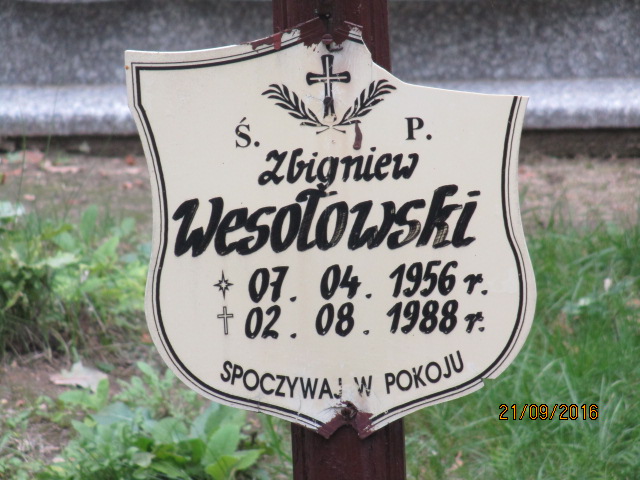 Ś. P.
Zbigniew
Wesołowski
07. 04. 1956 r.
02. 08. 1988 r.
SPOCZYWAJ W POKOJU
21/09/2016